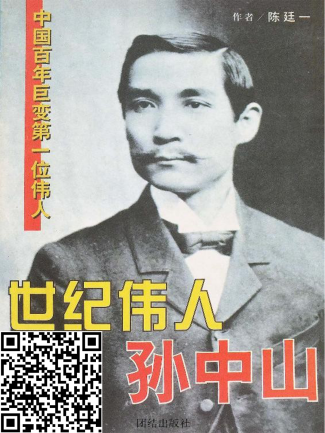 作者／陈廷一
中国百年巨变第一位伟人
世纪伟人
孙中山
团结出版社